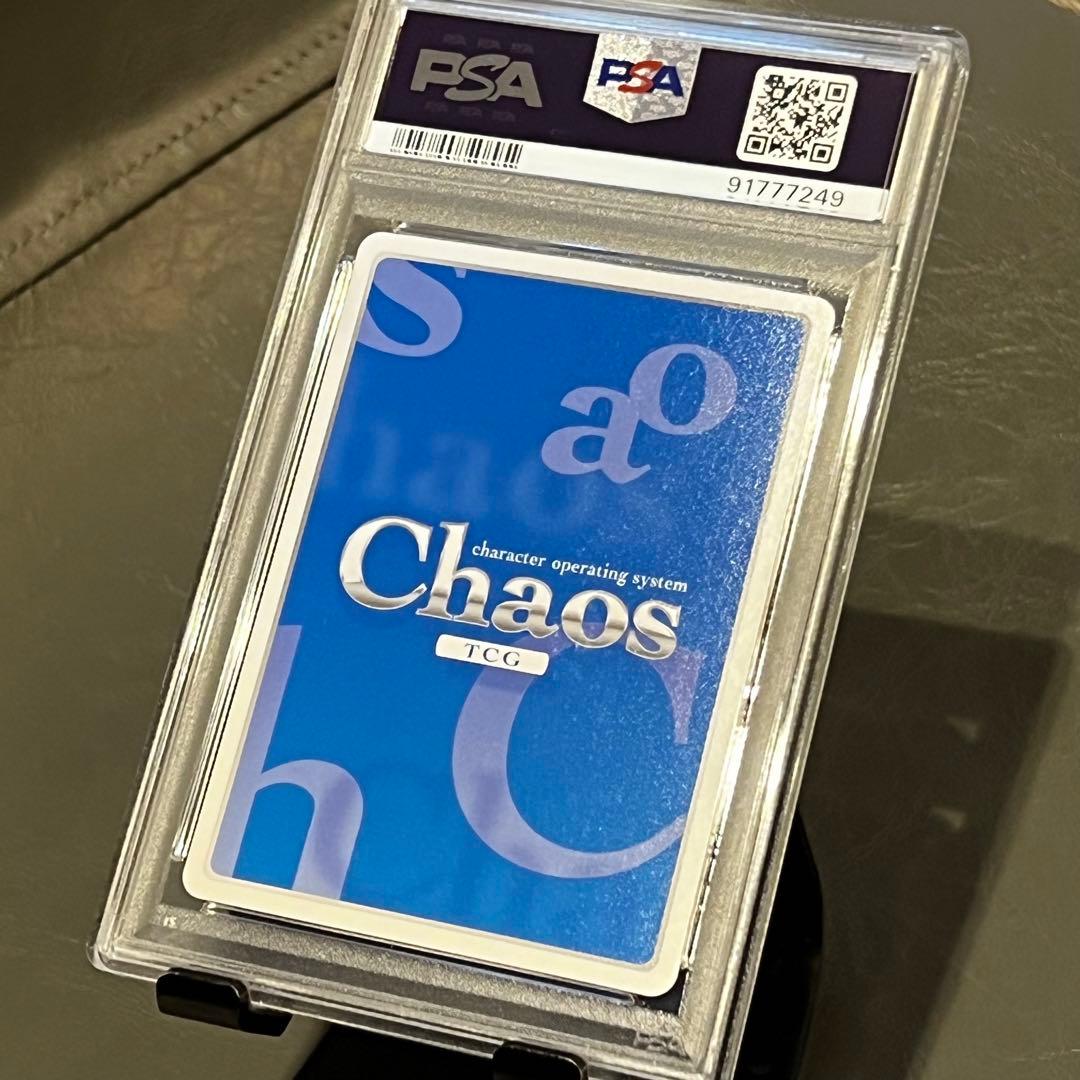 PSA
PSA
91777249
s
ao
character operating system
Chaos
TCG
h
C